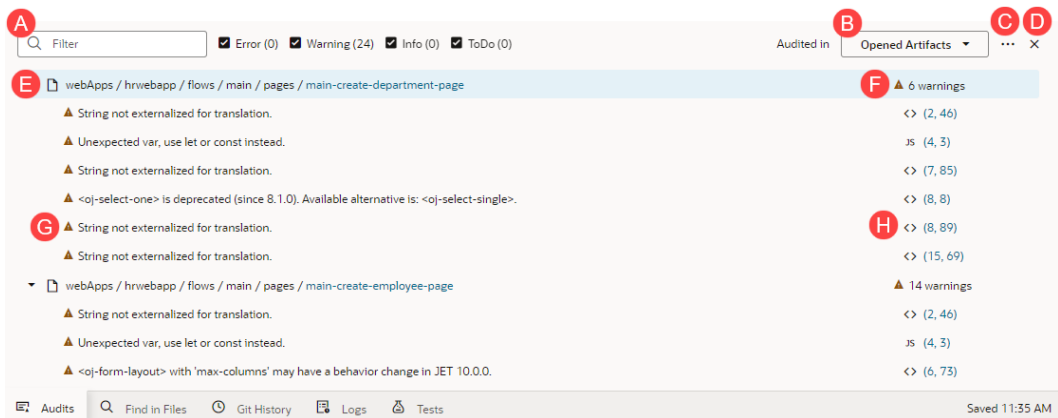 A B C D
Filter Error (0) Warning (24) Info (0) ToDo (0) Audited in Opened Artifacts
E webApps / hrwebapp / flows / main / pages / main-create-department-page F 6 warnings
String not externalized for translation. <> (2, 46)
Unexpected var, use let or const instead. JS (4, 3)
String not externalized for translation. <> (7, 85)
<oj-select-one> is deprecated (since 8.1.0). Available alternative is: <oj-select-single>. <> (8, 8)
G String not externalized for translation. H <> (8, 89)
String not externalized for translation. <> (15, 69)
webApps / hrwebapp / flows / main / pages / main-create-employee-page 14 warnings
String not externalized for translation. <> (2, 46)
Unexpected var, use let or const instead. JS (4, 3)
<oj-form-layout> with 'max-columns' may have a behavior change in JET 10.0.0. <> (6, 73)
Audits Find in Files Git History Logs Tests Saved 11:35 AM